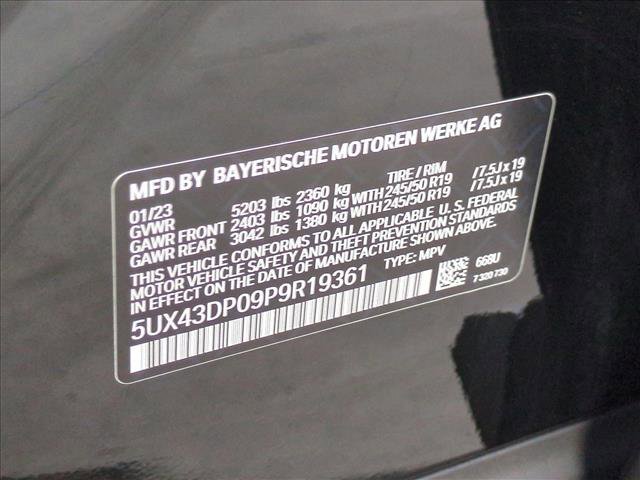 MFD BY BAYERISCHE MOTOREN WERKE AG
01/23 TIRE / RIM
GVWR 5203 lbs 2360 kg
GAWR FRONT 2403 lbs 1090 kg WITH 245/50 R19 /7.5J x 19
GAWR REAR 3042 lbs 1380 kg WITH 245/50 R19 /7.5J x 19
THIS VEHICLE CONFORMS TO ALL APPLICABLE U. S. FEDERAL
MOTOR VEHICLE SAFETY AND THEFT PREVENTION STANDARDS
IN EFFECT ON THE DATE OF MANUFACTURE SHOWN ABOVE.
5UX43DP09P9R19361 TYPE: MPV 668U
7 320 730